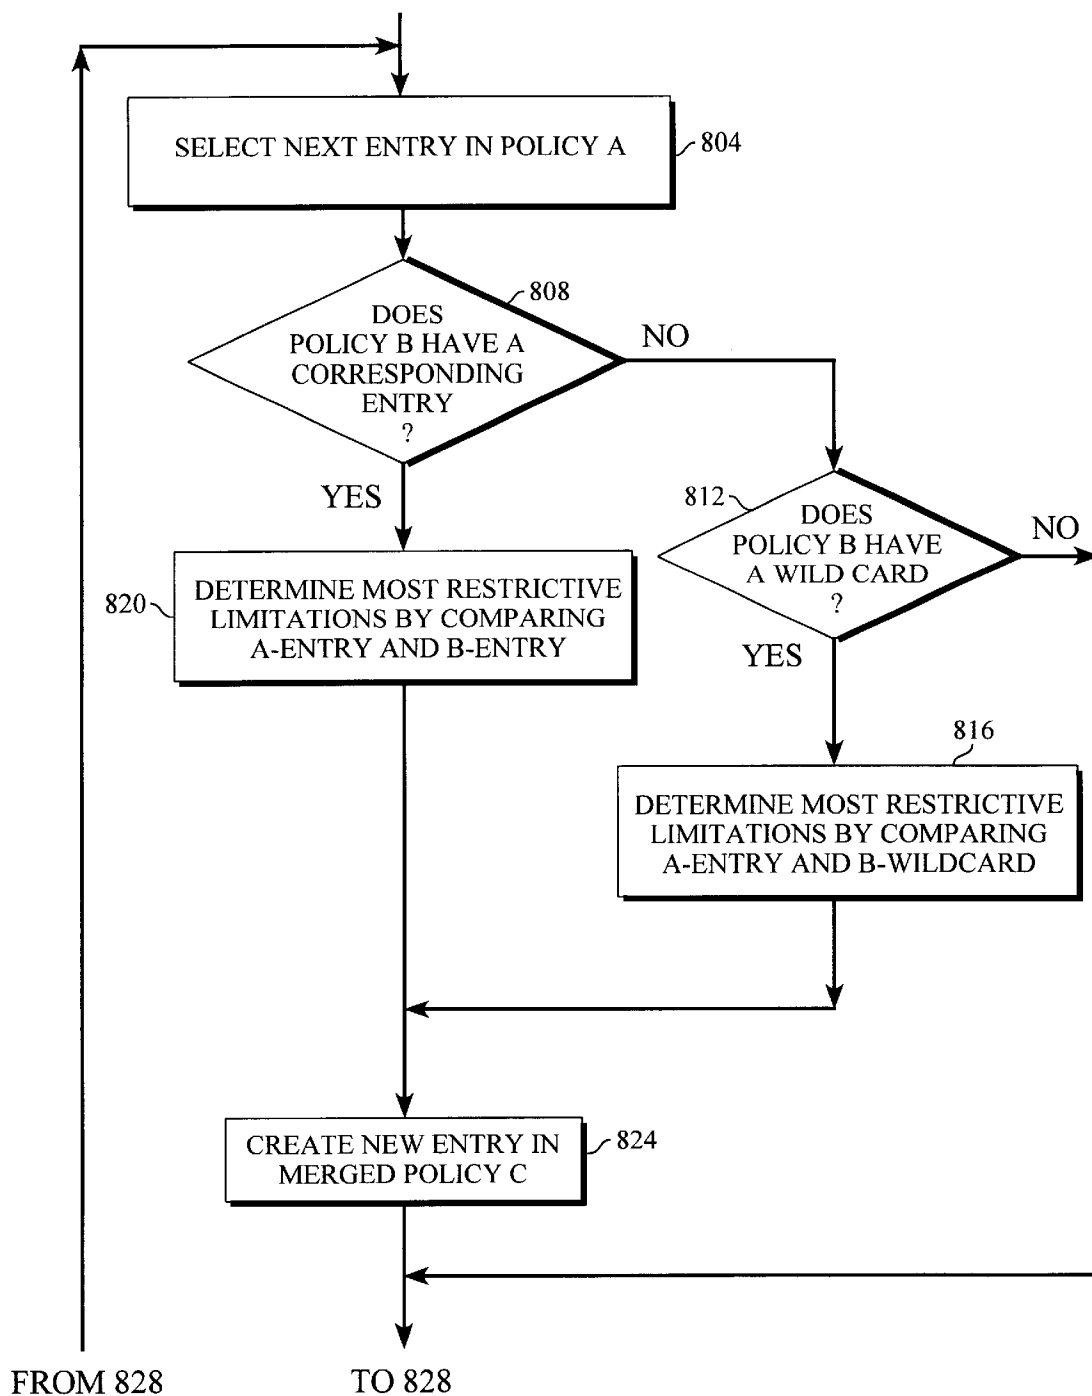 SELECT NEXT ENTRY IN POLICY A
804
808
DOES
POLICY B HAVE A
CORRESPONDING
ENTRY
?
NO
YES
812
DOES
POLICY B HAVE
A WILD CARD
?
NO
YES
820
DETERMINE MOST RESTRICTIVE
LIMITATIONS BY COMPARING
A-ENTRY AND B-ENTRY
816
DETERMINE MOST RESTRICTIVE
LIMITATIONS BY COMPARING
A-ENTRY AND B-WILDCARD
CREATE NEW ENTRY IN
MERGED POLICY C
824
FROM 828
TO 828